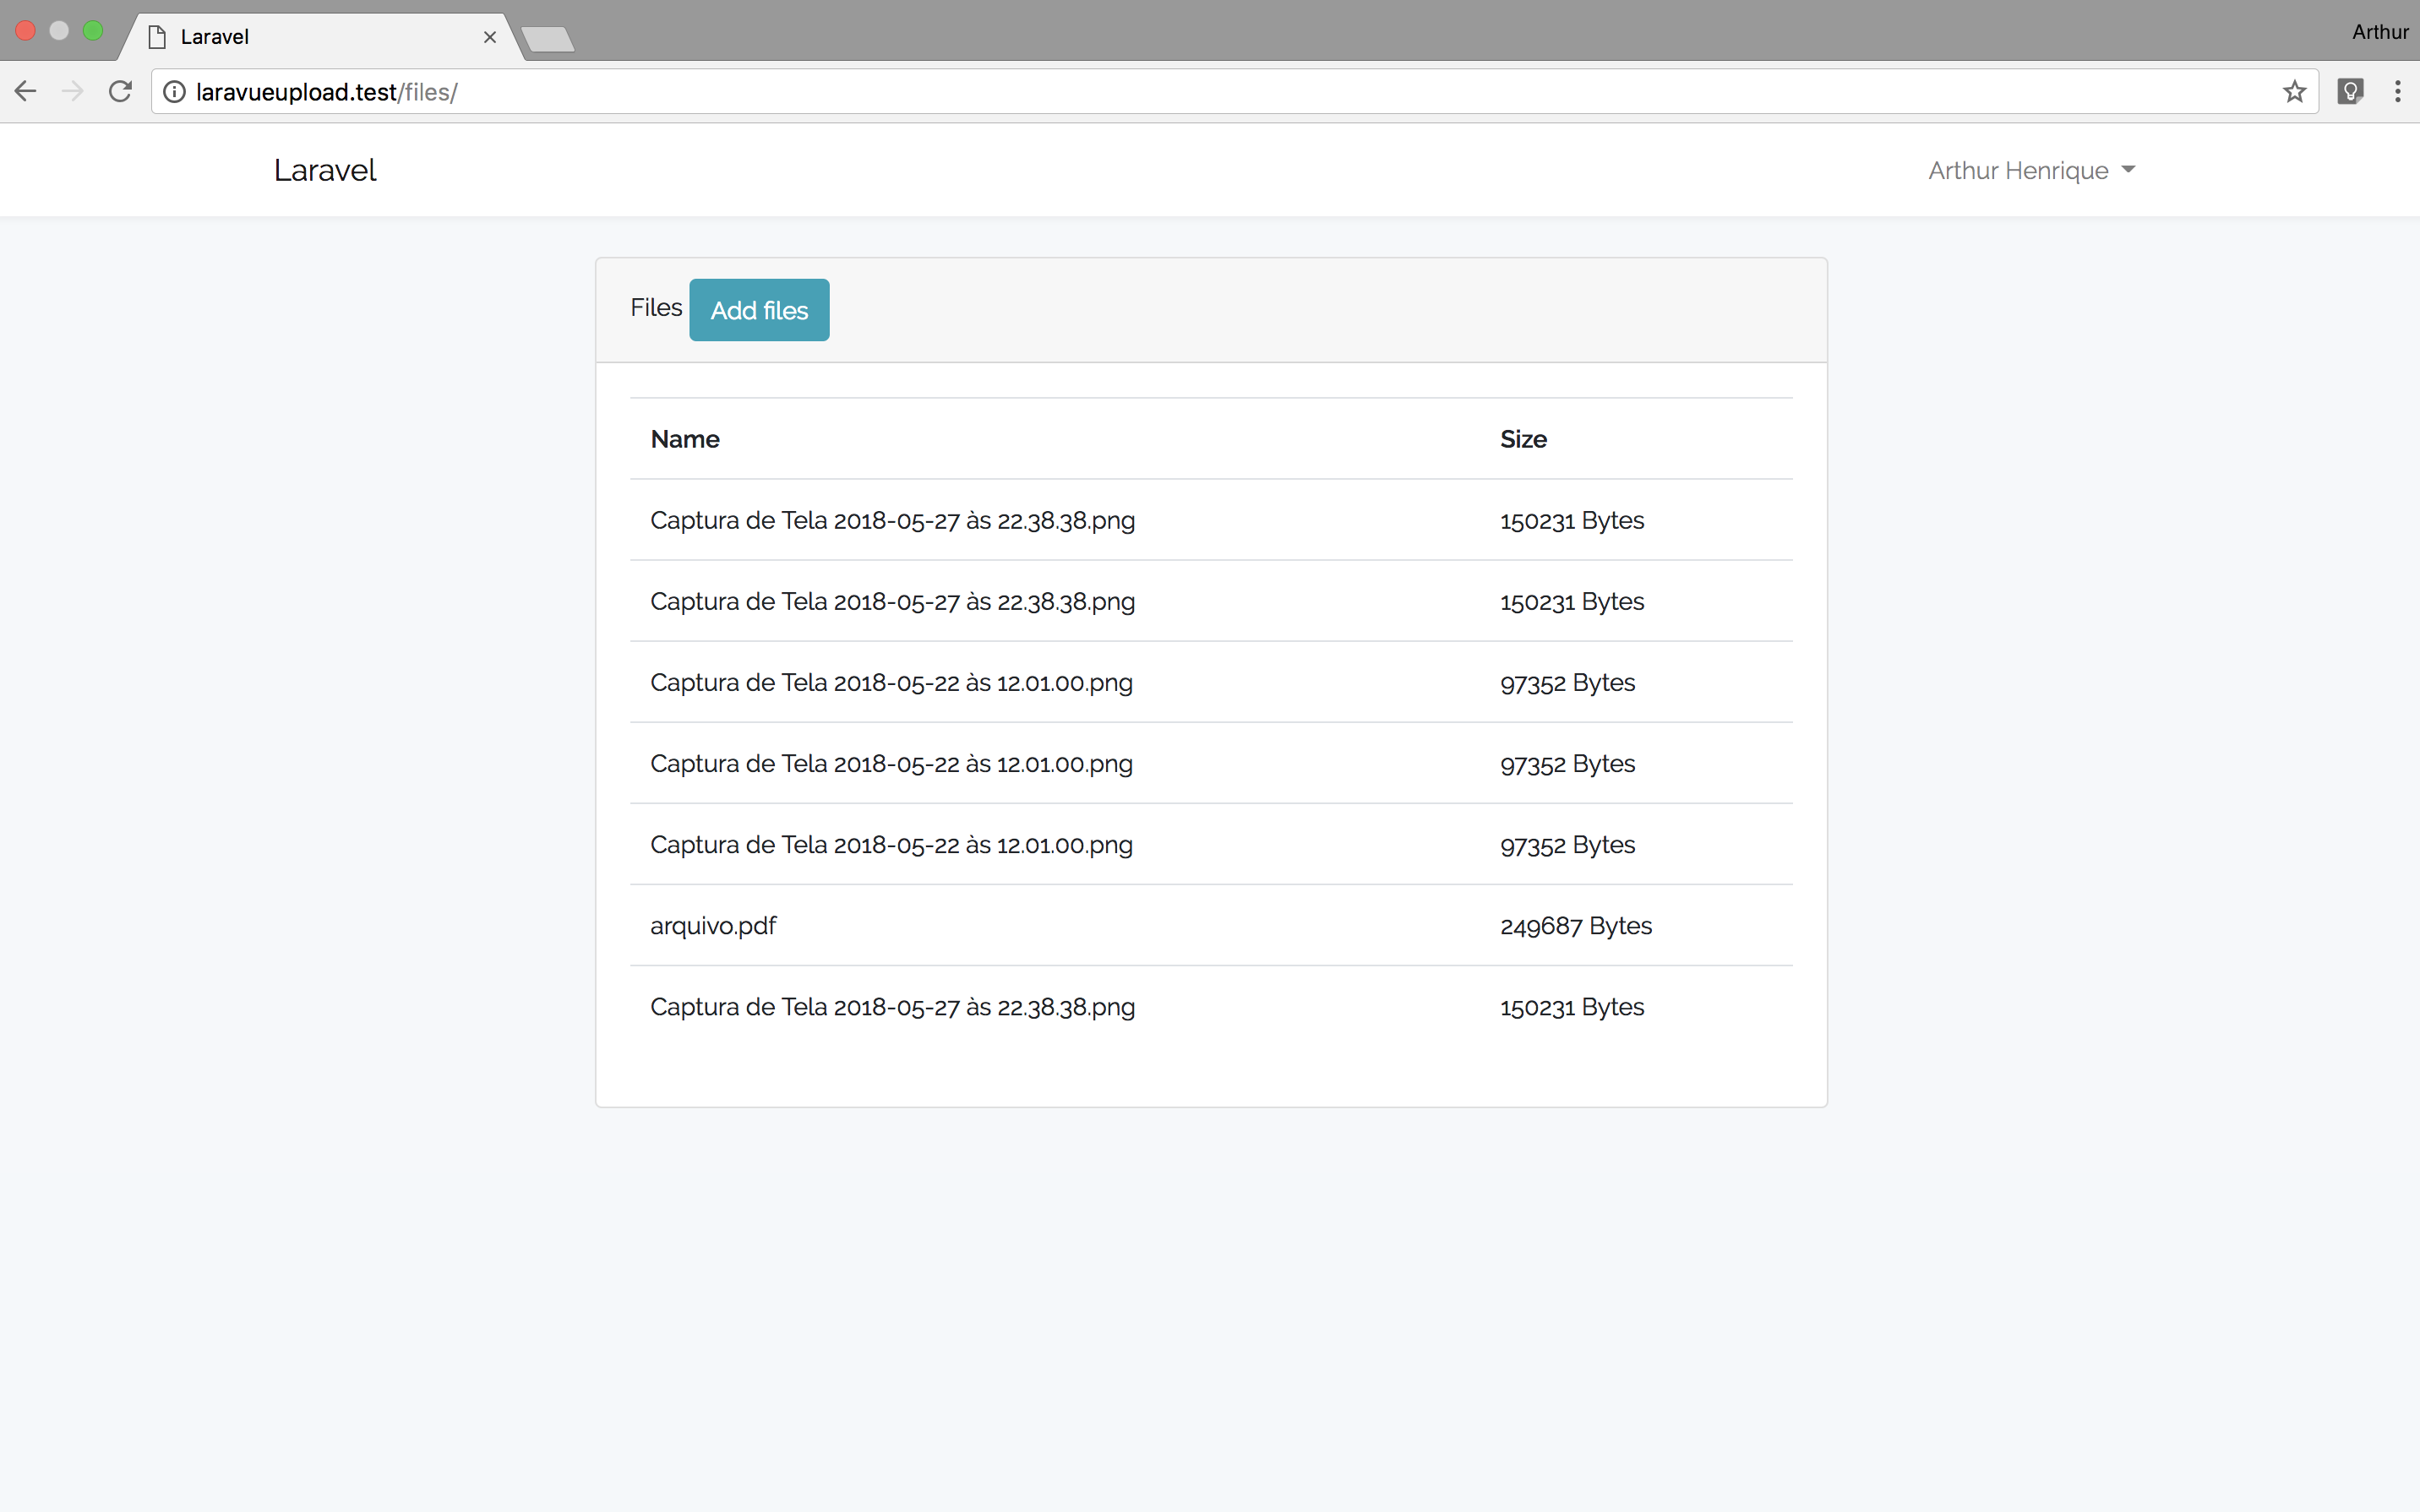 Laravel
Arthur
laravueupload.test/files/
Laravel Arthur Henrique
Files Add files
Name Size
Captura de Tela 2018-05-27 às 22.38.38.png 150231 Bytes
Captura de Tela 2018-05-27 às 22.38.38.png 150231 Bytes
Captura de Tela 2018-05-22 às 12.01.00.png 97352 Bytes
Captura de Tela 2018-05-22 às 12.01.00.png 97352 Bytes
Captura de Tela 2018-05-22 às 12.01.00.png 97352 Bytes
arquivo.pdf 249687 Bytes
Captura de Tela 2018-05-27 às 22.38.38.png 150231 Bytes